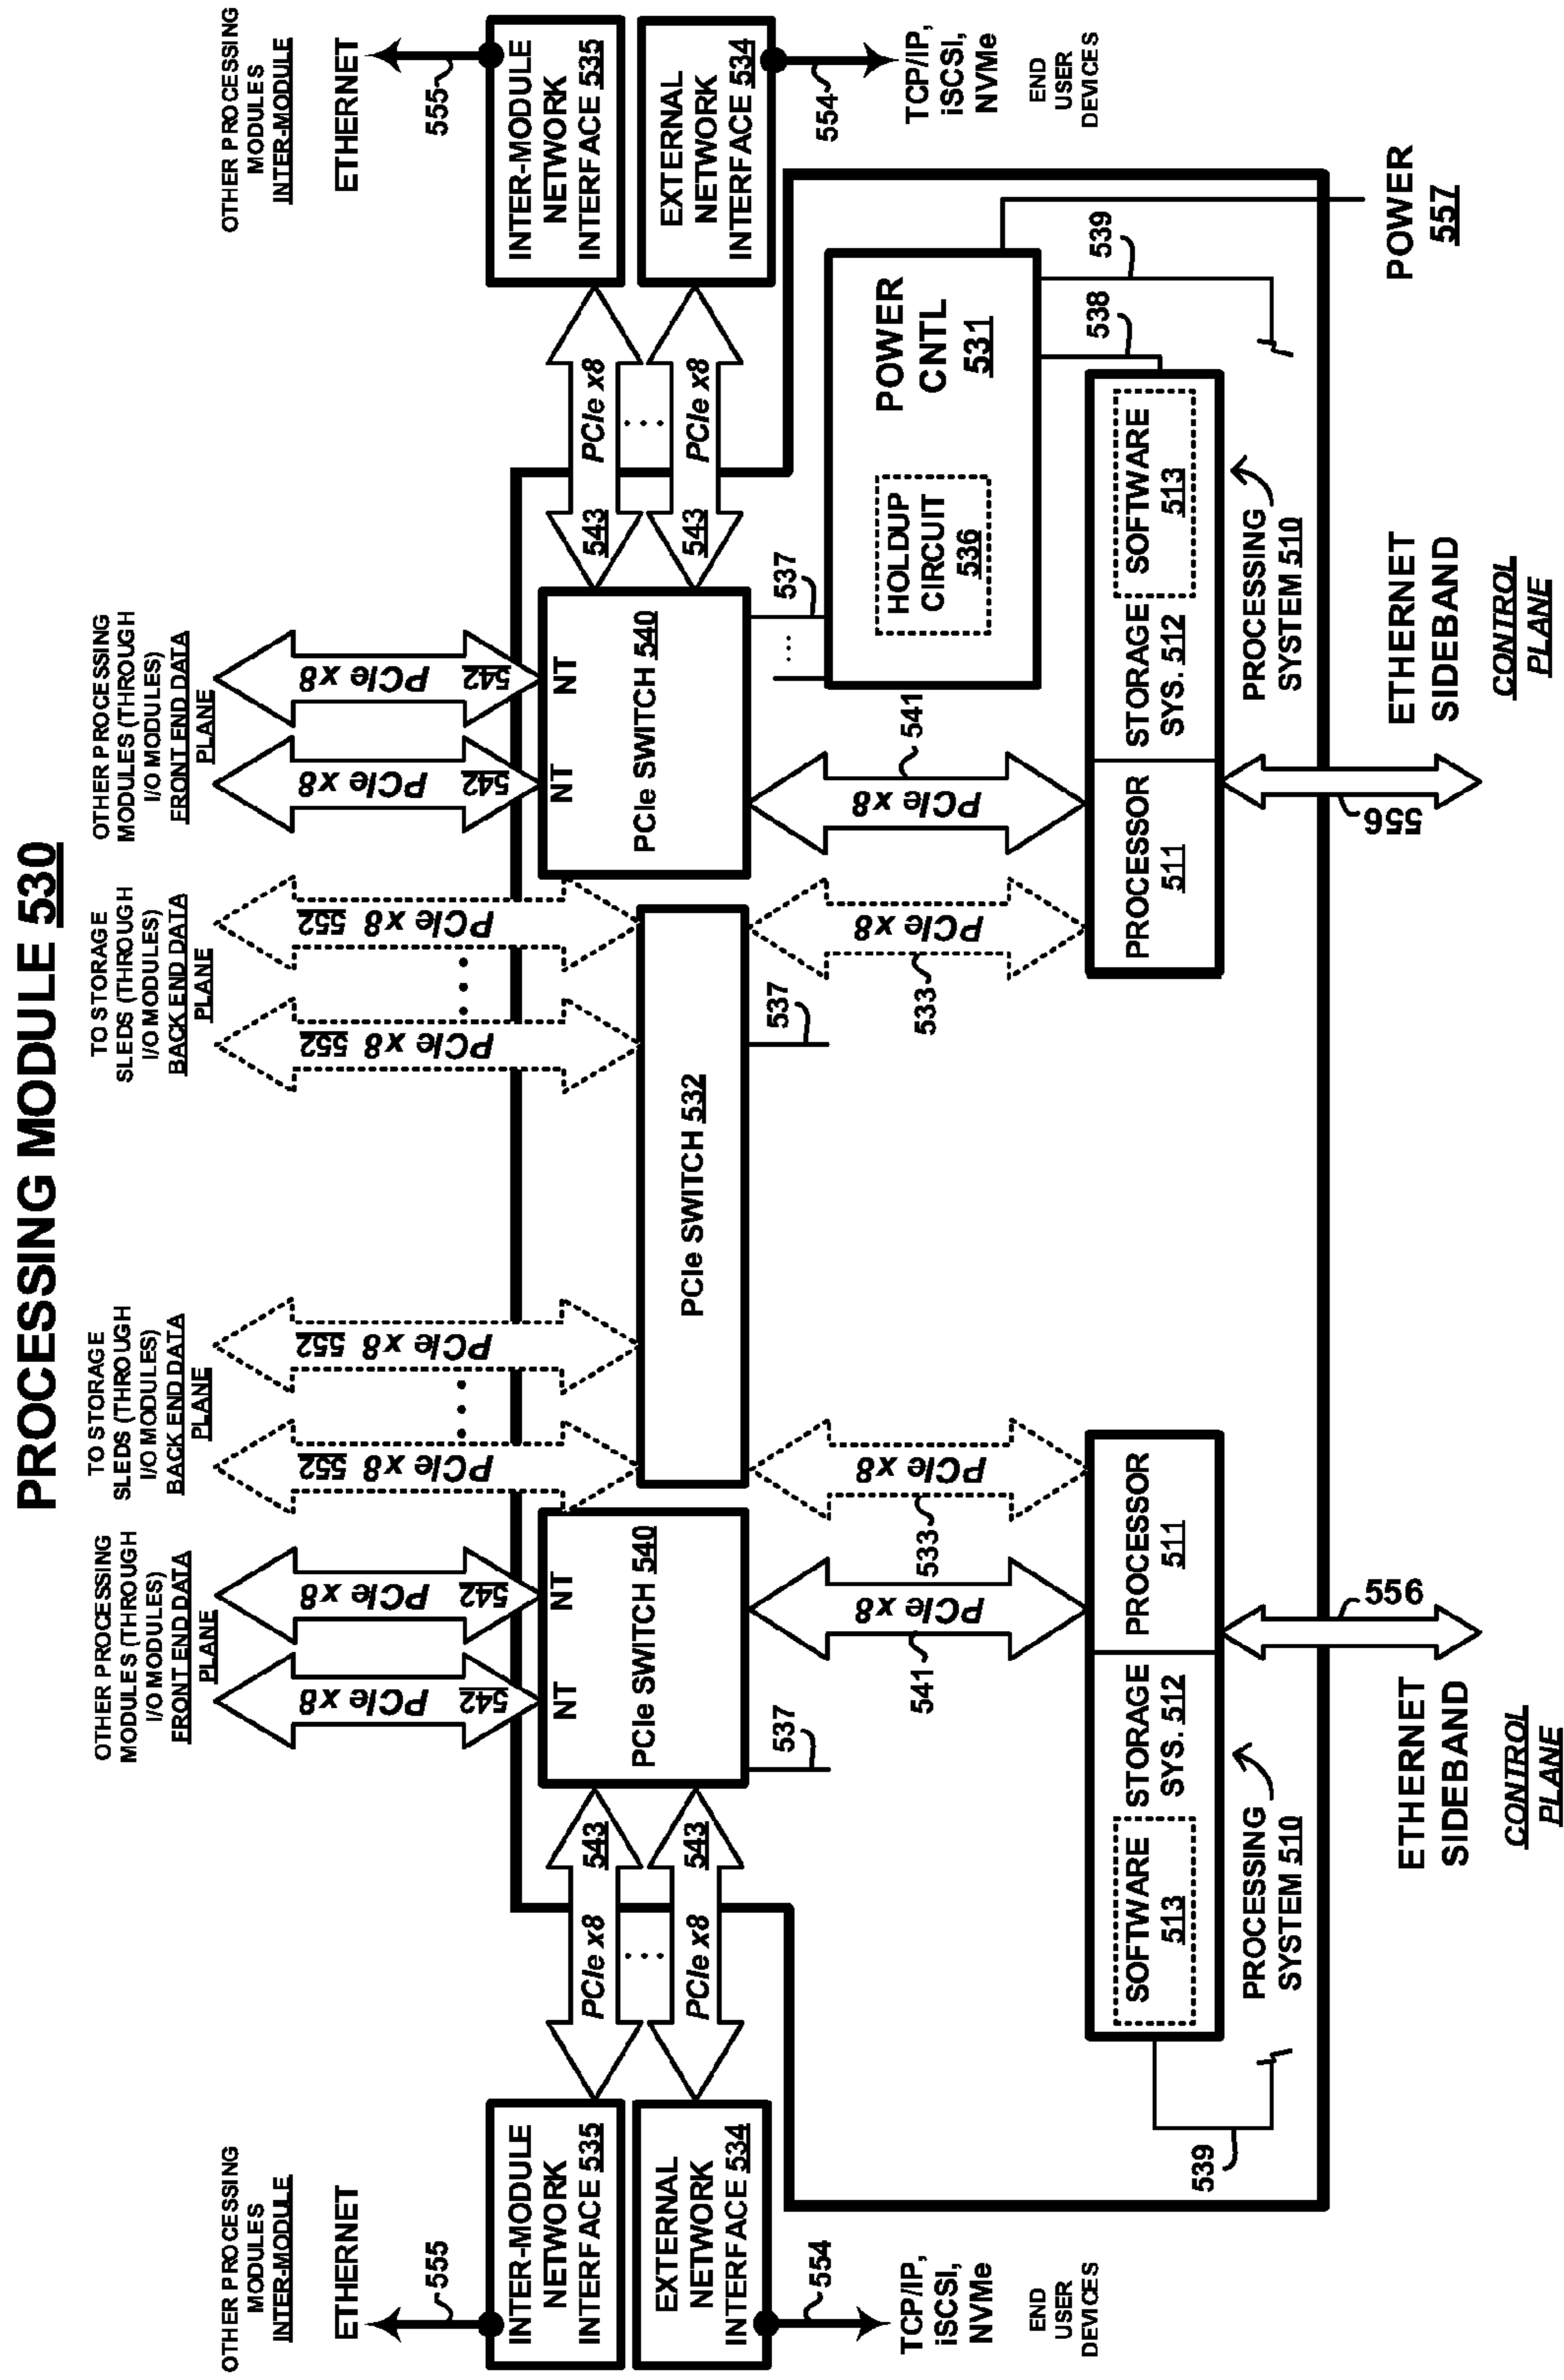 PROCESSING MODULE 530
OTHER PROCESSING
MODULES
INTER-MODULE
ETHERNET
555
OTHER PROCESSING
MODULES (THROUGH
I/O MODULES)
FRONT END DATA
PLANE
TO STORAGE
SLEDS (THROUGH
I/O MODULES)
BACK END DATA
PLANE
TO STORAGE
SLEDS (THROUGH
I/O MODULES)
BACK END DATA
PLANE
OTHER PROCESSING
MODULES (THROUGH
I/O MODULES)
FRONT END DATA
PLANE
OTHER PROCESSING
MODULES
INTER-MODULE
ETHERNET
555
PCIe x8
542
PCIe x8
542
PCIe x8 552
• • •
PCIe x8 552
PCIe x8 552
• • •
PCIe x8 552
PCIe x8
542
PCIe x8
542
INTER-MODULE
NETWORK
INTERFACE 535
PCIe x8
543
NT
NT
PCIe SWITCH 540
NT
NT
PCIe SWITCH 540
543
PCIe x8
INTER-MODULE
NETWORK
INTERFACE 535
...
...
EXTERNAL
NETWORK
INTERFACE 534
PCIe x8
543
PCIe SWITCH 532
543
PCIe x8
EXTERNAL
NETWORK
INTERFACE 534
554
TCP/IP,
iSCSI,
NVMe
END
USER
DEVICES
537
541
PCIe x8
533
PCIe x8
537
533
PCIe x8
PCIe x8
541
...
537
HOLDUP
CIRCUIT
536
POWER
CNTL
531
554
TCP/IP,
iSCSI,
NVMe
END
USER
DEVICES
538
539
539
SOFTWARE
513
STORAGE
SYS. 512
PROCESSOR
511
PROCESSOR
511
STORAGE
SYS. 512
SOFTWARE
513
PROCESSING
SYSTEM 510
PROCESSING
SYSTEM 510
556
556
ETHERNET
SIDEBAND
CONTROL
PLANE
ETHERNET
SIDEBAND
CONTROL
PLANE
POWER
557